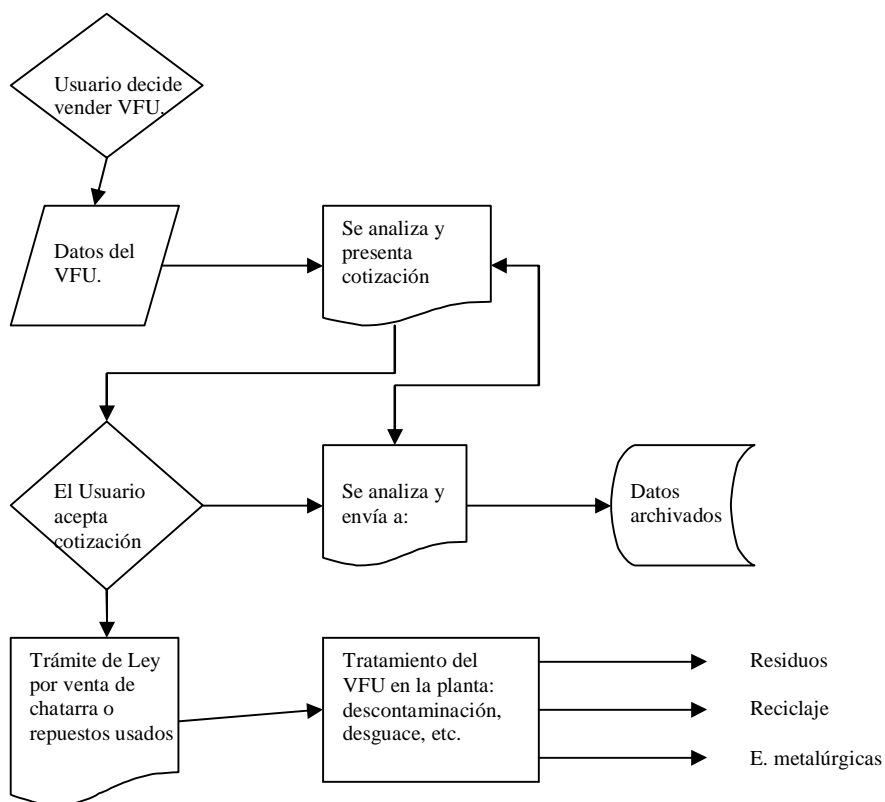 Usuario decide
vender VFU.
Datos del
VFU.
Se analiza y
presenta
cotización
El Usuario
acepta
cotización
Se analiza y
envía a:
Datos
archivados
Trámite de Ley
por venta de
chatarra o
repuestos usados
Tratamiento del
VFU en la planta:
descontaminación,
desguace, etc.
Residuos
Reciclaje
E. metalúrgicas